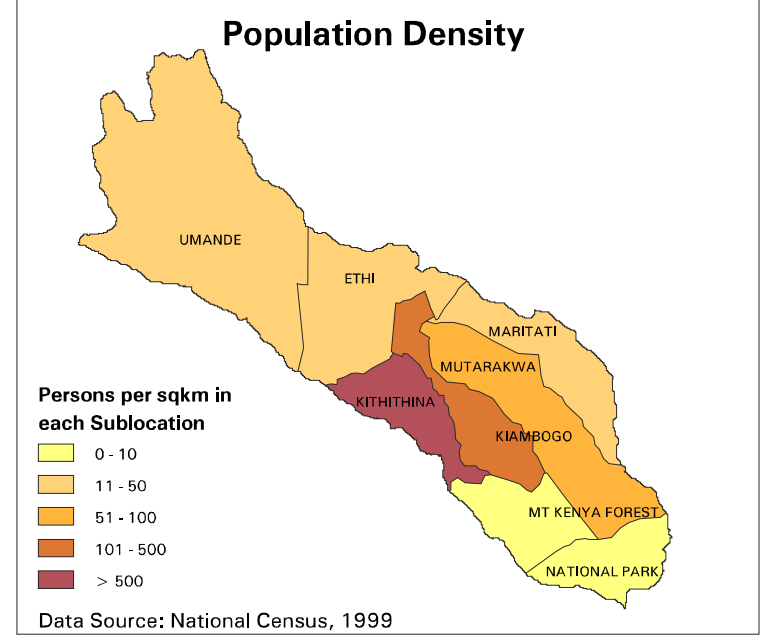 Population Density
UMANDE
ETHI
MARITATI
MUTARAKWA
KITHITHINA
KIAMBOGO
MT KENYA FOREST
NATIONAL PARK
Persons per sqkm in
each Sublocation
0 - 10
11 - 50
51 - 100
101 - 500
> 500
Data Source: National Census, 1999